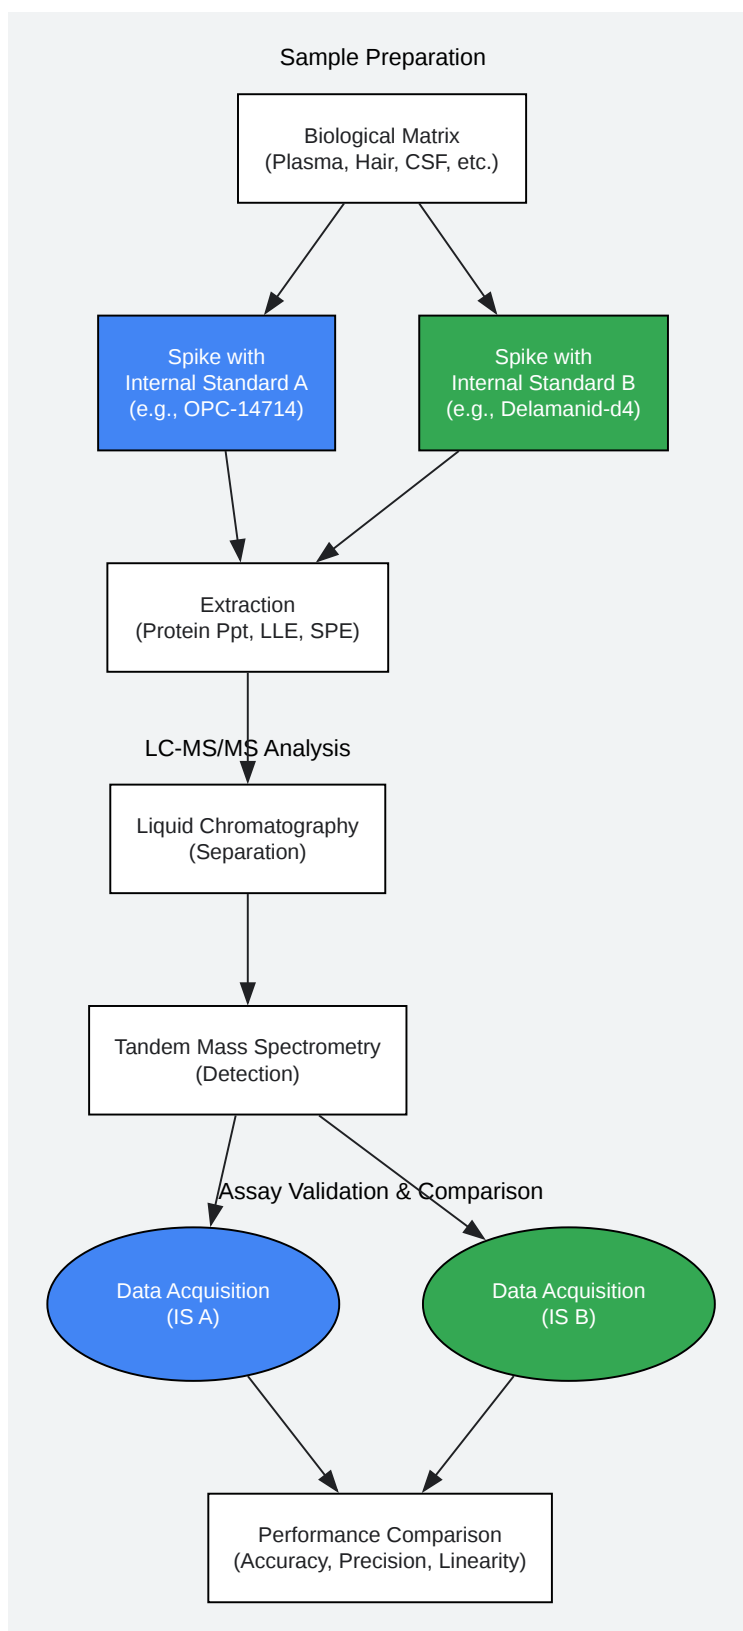 Sample Preparation
Biological Matrix
(Plasma, Hair, CSF, etc.)
Spike with
Internal Standard A
(e.g., OPC-14714)
Spike with
Internal Standard B
(e.g., Delamanid-d4)
Extraction
(Protein Ppt, LLE, SPE)
LC-MS/MS Analysis
Liquid Chromatography
(Separation)
Tandem Mass Spectrometry
(Detection)
Assay Validation & Comparison
Data Acquisition
(IS A)
Data Acquisition
(IS B)
Performance Comparison
(Accuracy, Precision, Linearity)